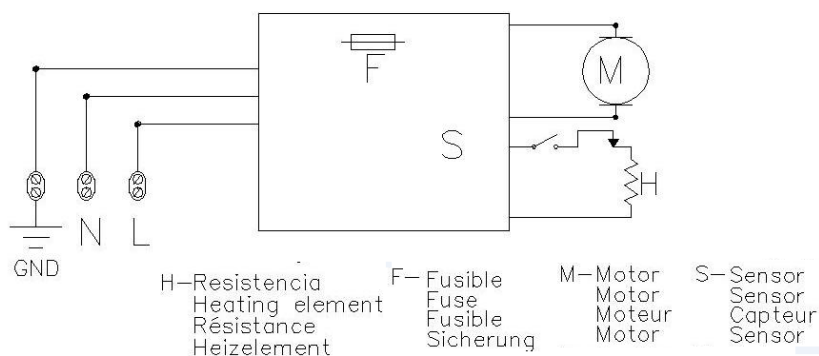 F
M
S
H
N L
GND
H–Resistencia
Heating element
Résistance
Heizelement
F– Fusible
Fuse
Fusible
Sicherung
M–Motor
Motor
Moteur
Motor
S–Sensor
Sensor
Capteur
Sensor